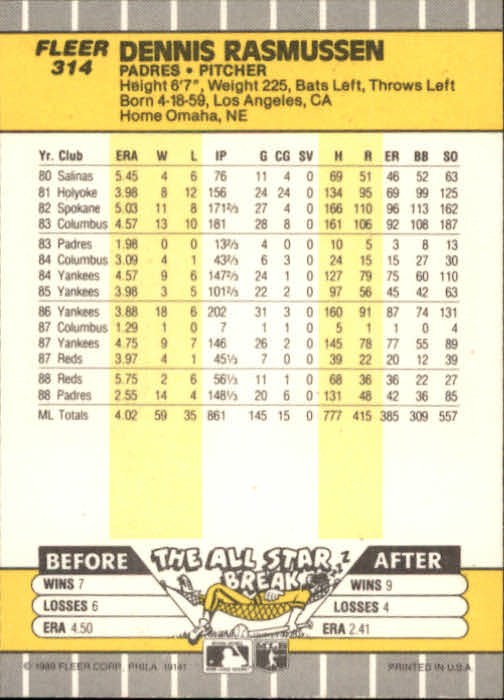 FLEER
314
DENNIS RASMUSSEN
PADRES • PITCHER
Height 6'7", Weight 225, Bats Left, Throws Left
Born 4-18-59, Los Angeles, CA
Home Omaha, NE
Yr. Club ERA W L IP G CG SV H R ER BB SO
80 Salinas 5.45 4 6 76 11 4 0 69 51 46 52 63
81 Holyoke 3.98 8 12 156 24 24 0 134 95 69 99 125
82 Spokane 5.03 11 8 171⅔ 27 4 0 166 110 96 113 162
83 Columbus 4.57 13 10 181 28 8 0 161 106 92 108 187
83 Padres 1.98 0 0 13⅔ 4 0 0 10 5 3 8 13
84 Columbus 3.09 4 1 43⅔ 6 3 0 24 15 15 27 30
84 Yankees 4.57 9 6 147⅔ 24 1 0 127 79 75 60 110
85 Yankees 3.98 3 5 101⅔ 22 2 0 97 56 45 42 63
86 Yankees 3.88 18 6 202 31 3 0 160 91 87 74 131
87 Columbus 1.29 1 0 7 1 1 0 5 1 1 0 4
87 Yankees 4.75 9 7 146 26 2 0 145 78 77 55 89
87 Reds 3.97 4 1 45⅓ 7 0 0 39 22 20 12 39
88 Reds 5.75 2 6 56⅓ 11 1 0 68 36 36 22 27
88 Padres 2.55 14 4 148⅓ 20 6 0 131 48 42 36 85
ML Totals 4.02 59 35 861 145 15 0 777 415 385 309 557
BEFORE THE ALL STAR BREAK AFTER
WINS 7 WINS 9
LOSSES 6 LOSSES 4
ERA 4.50 ERA 2.41
© 1989 FLEER CORP. PHILA. 19141 PRINTED IN U.S.A.